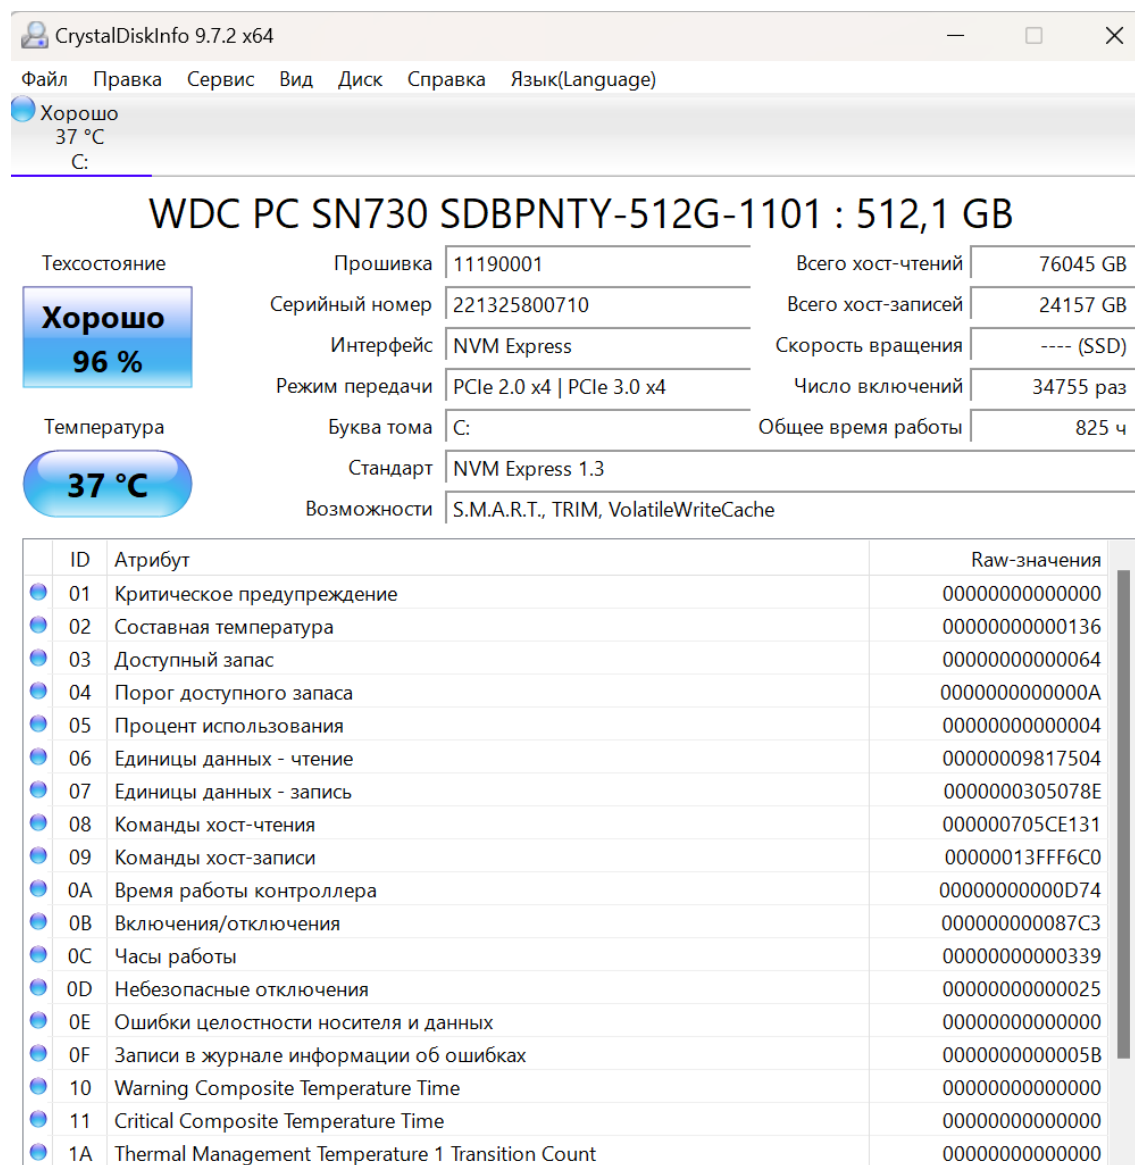 CrystalDiskInfo 9.7.2 x64
Файл Правка Сервис Вид Диск Справка Язык(Language)
Хорошо
37 °C
C:
WDC PC SN730 SDBPNTY-512G-1101 : 512,1 GB
Техсостояние
Хорошо
96 %
Температура
37 °C
Прошивка 11190001
Серийный номер 221325800710
Интерфейс NVM Express
Режим передачи PCIe 2.0 x4 | PCIe 3.0 x4
Буква тома C:
Стандарт NVM Express 1.3
Возможности S.M.A.R.T., TRIM, VolatileWriteCache
Всего хост-чтений 76045 GB
Всего хост-записей 24157 GB
Скорость вращения ---- (SSD)
Число включений 34755 раз
Общее время работы 825 ч
ID Атрибут Raw-значения
01 Критическое предупреждение 00000000000000
02 Составная температура 00000000000136
03 Доступный запас 00000000000064
04 Порог доступного запаса 0000000000000A
05 Процент использования 00000000000004
06 Единицы данных - чтение 00000009817504
07 Единицы данных - запись 0000000305078E
08 Команды хост-чтения 000000705CE131
09 Команды хост-записи 00000013FFF6C0
0A Время работы контроллера 00000000000D74
0B Включения/отключения 000000000087C3
0C Часы работы 00000000000339
0D Небезопасные отключения 00000000000025
0E Ошибки целостности носителя и данных 00000000000000
0F Записи в журнале информации об ошибках 0000000000005B
10 Warning Composite Temperature Time 00000000000000
11 Critical Composite Temperature Time 00000000000000
1A Thermal Management Temperature 1 Transition Count 00000000000000